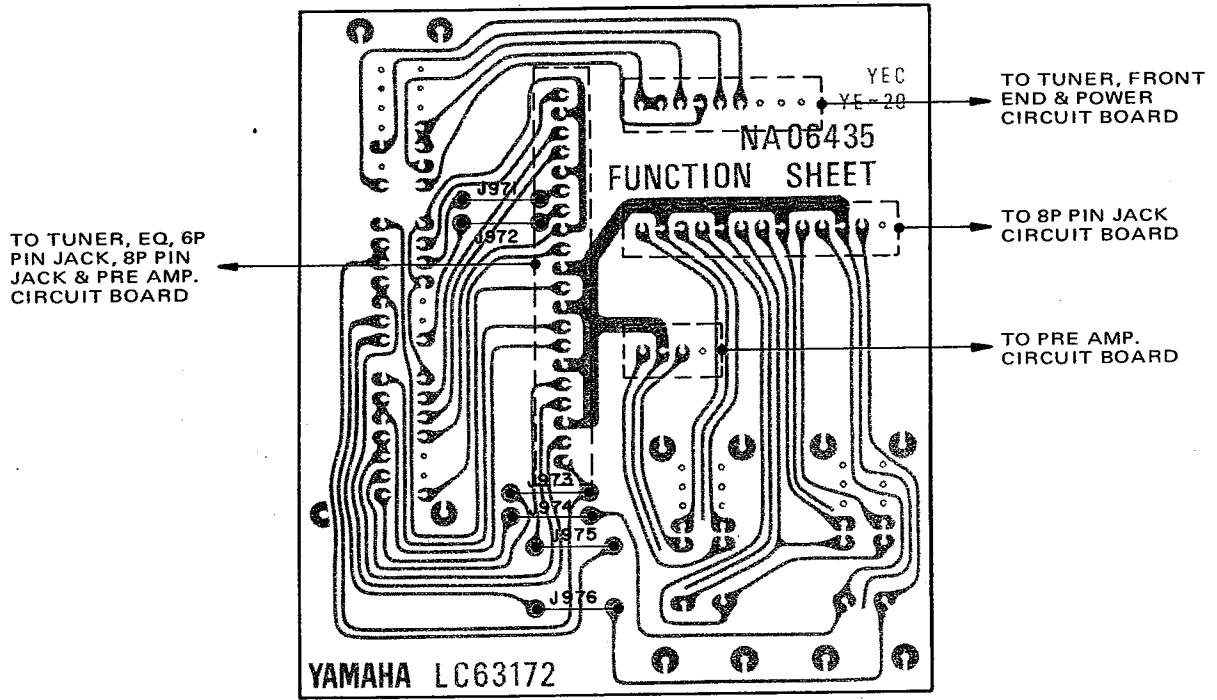 YEC
YE-20
NA06435
FUNCTION SHEET
J971
J972
J973
J974
J975
J976
YAMAHA LC63172
TO TUNER, EQ, 6P
PIN JACK, 8P PIN
JACK & PRE AMP.
CIRCUIT BOARD
TO TUNER, FRONT
END & POWER
CIRCUIT BOARD
TO 8P PIN JACK
CIRCUIT BOARD
TO PRE AMP.
CIRCUIT BOARD